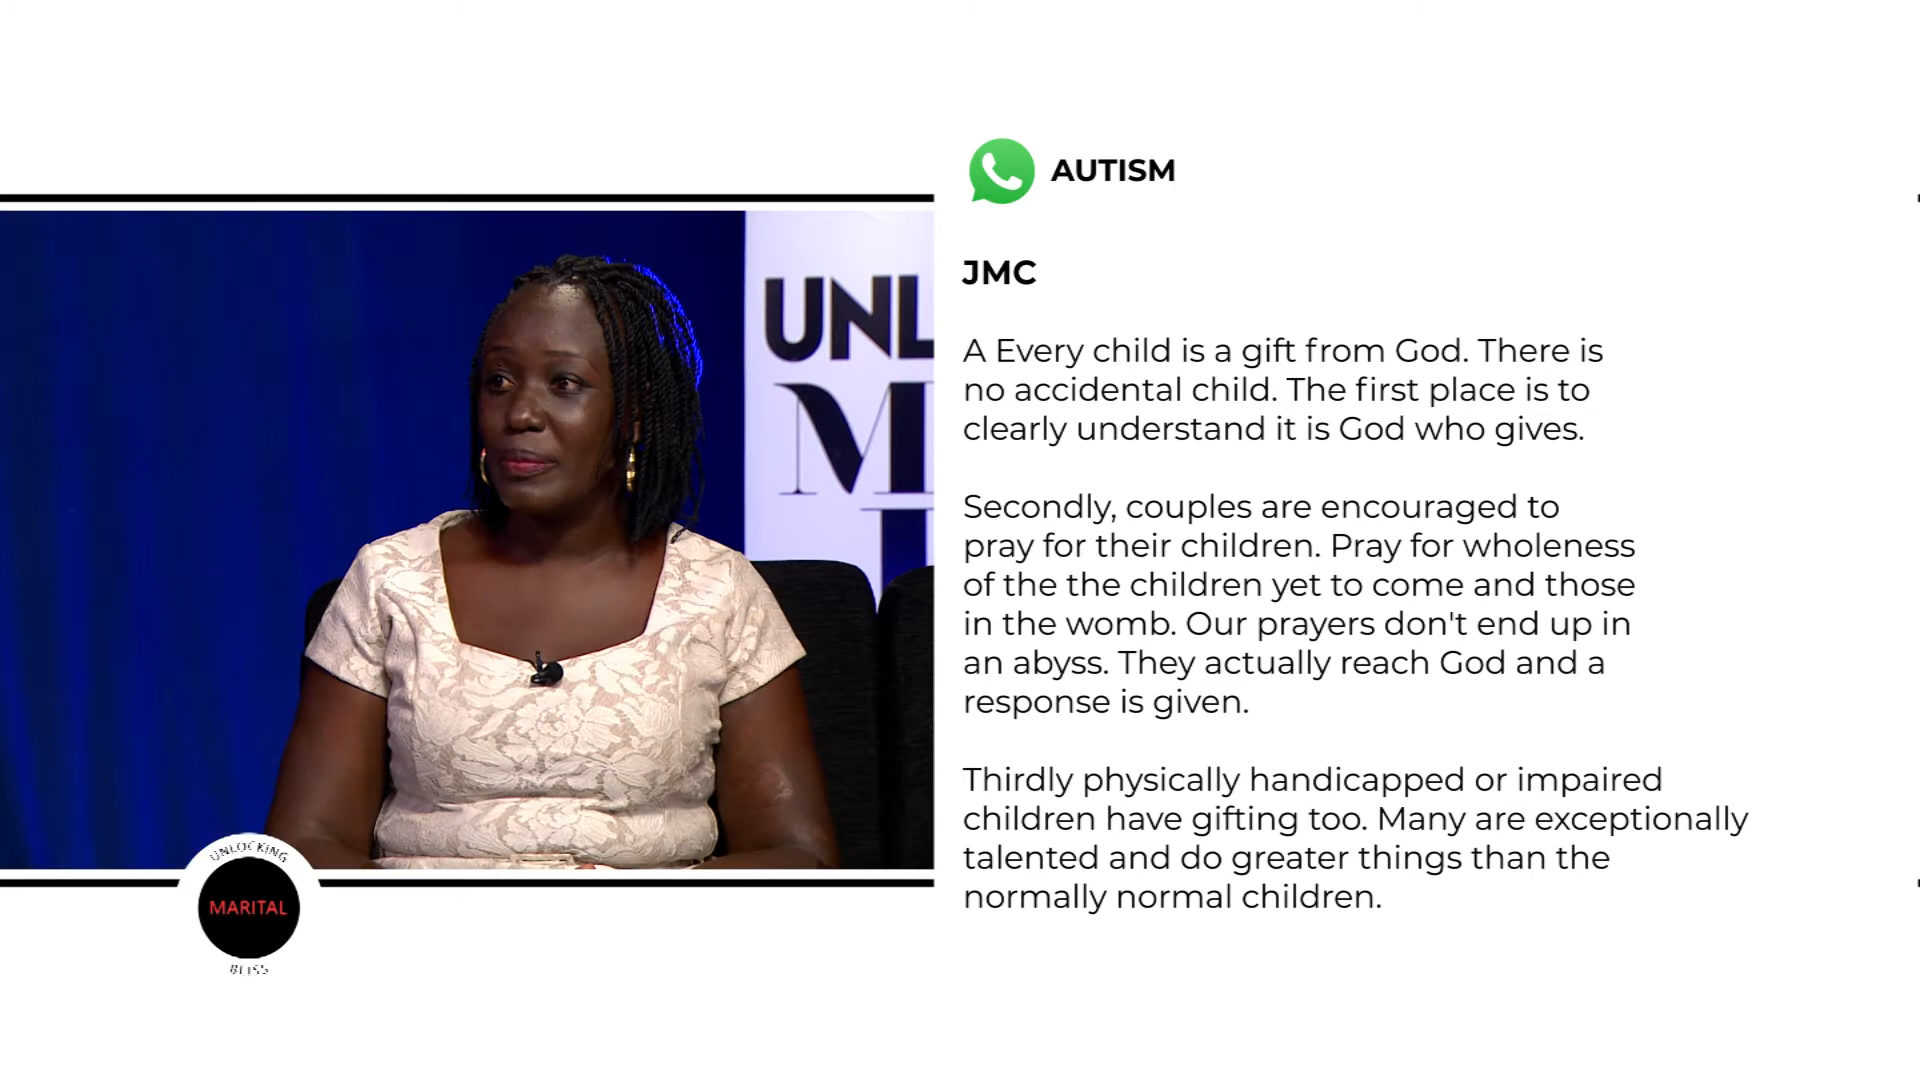 AUTISM
JMC
A Every child is a gift from God. There is
no accidental child. The first place is to
clearly understand it is God who gives.
Secondly, couples are encouraged to
pray for their children. Pray for wholeness
of the the children yet to come and those
in the womb. Our prayers don't end up in
an abyss. They actually reach God and a
response is given.
Thirdly physically handicapped or impaired
children have gifting too. Many are exceptionally
talented and do greater things than the
normally normal children.
UNL
M
UNLOCKING
MARITAL
BLISS